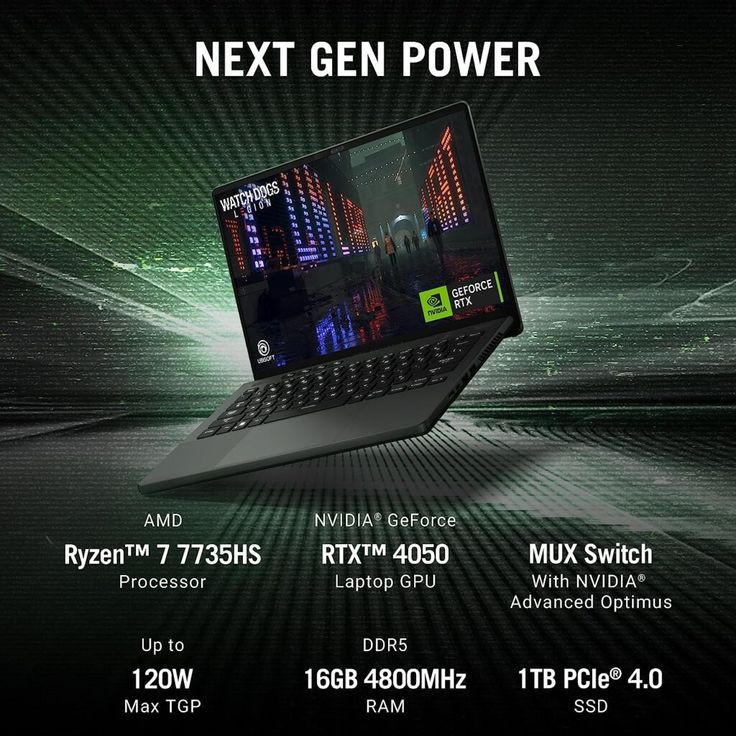 NEXT GEN POWER
WATCH DOGS
LEGION
GEFORCE
RTX
NVIDIA
UBISOFT
AMD
Ryzen™ 7 7735HS
Processor
NVIDIA® GeForce
RTX™ 4050
Laptop GPU
MUX Switch
With NVIDIA®
Advanced Optimus
Up to
120W
Max TGP
DDR5
16GB 4800MHz
RAM
1TB PCIe® 4.0
SSD